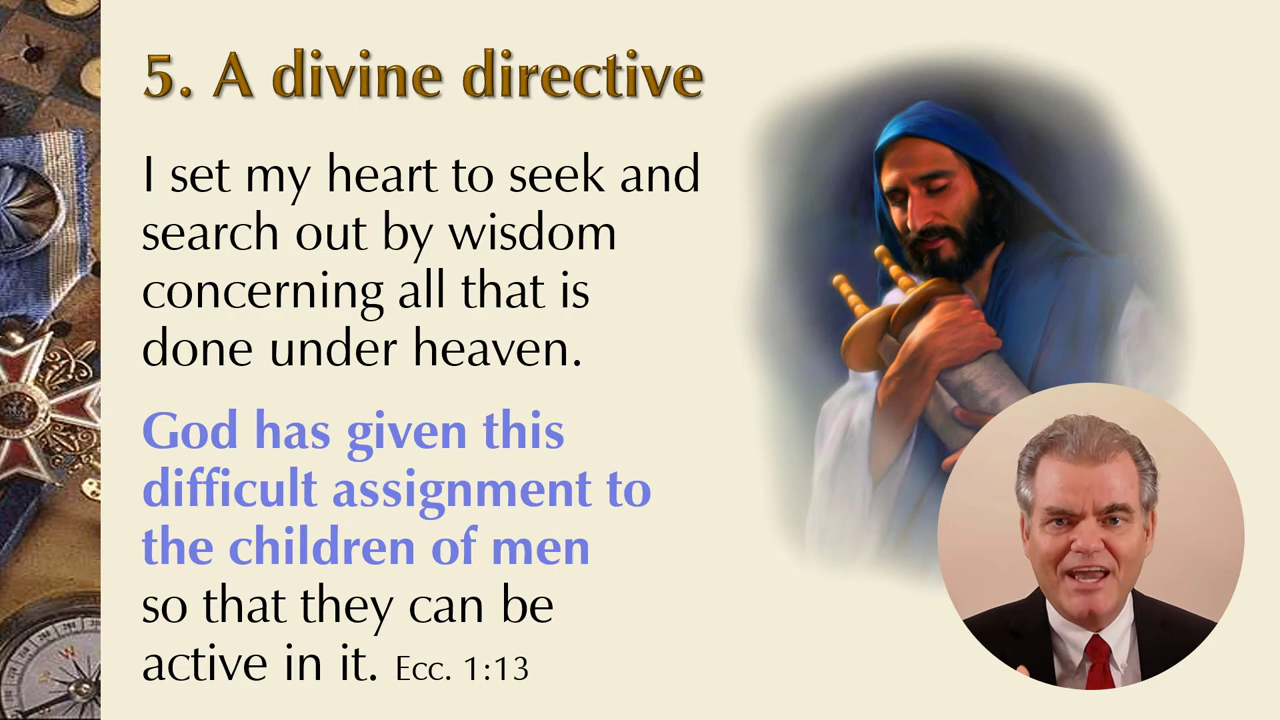 5. A divine directive
I set my heart to seek and
search out by wisdom
concerning all that is
done under heaven.
God has given this
difficult assignment to
the children of men
so that they can be
active in it. Ecc. 1:13